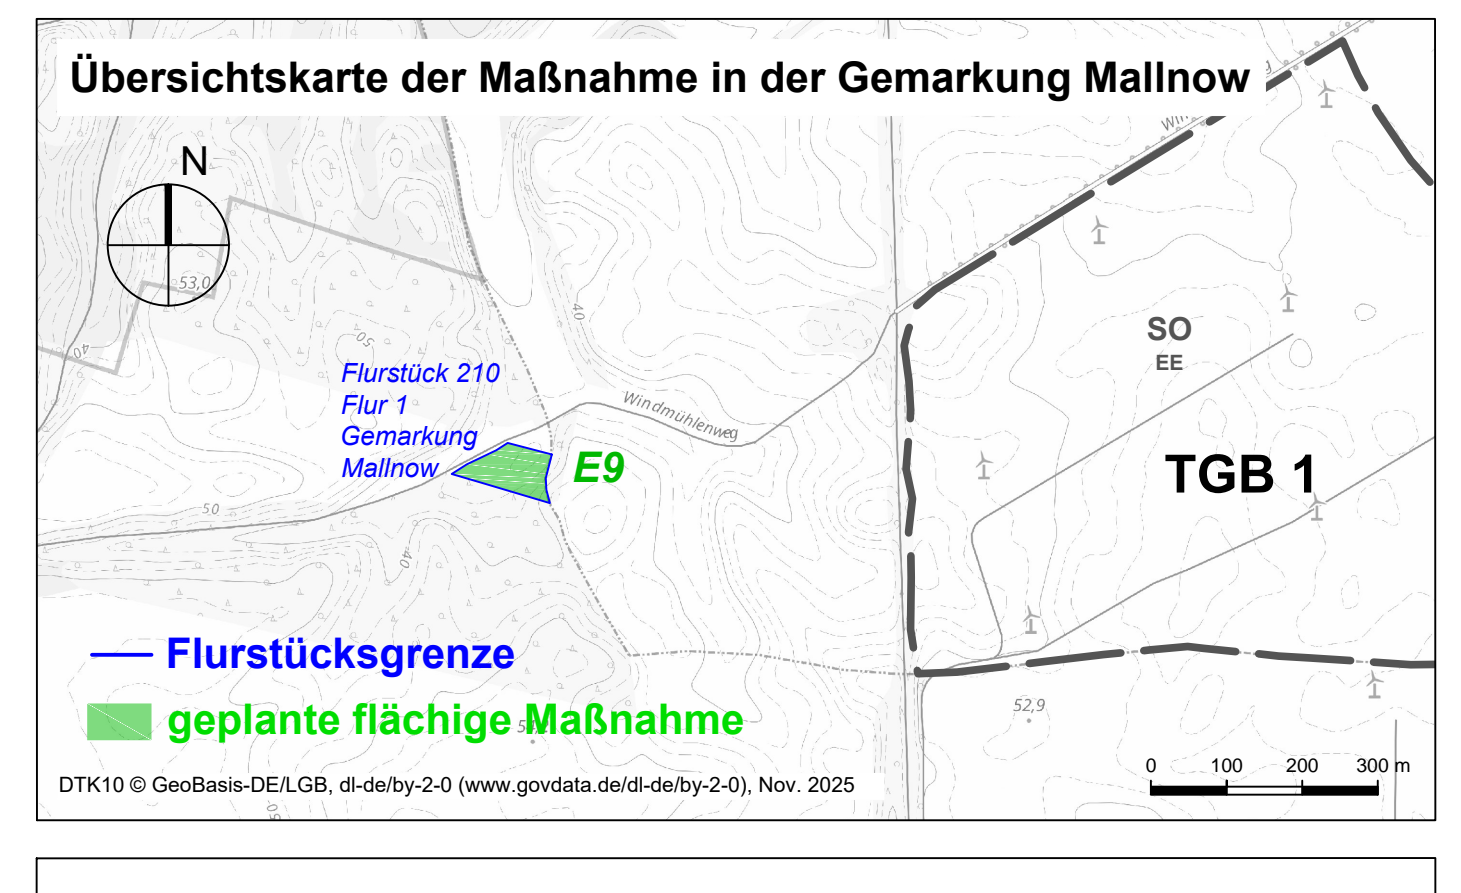 Übersichtskarte der Maßnahme in der Gemarkung Mallnow
N
53,0
40
50
40
Flurstück 210
Flur 1
Gemarkung
Mallnow
E9
Windmühlenweg
SO
EE
TGB 1
50
40
Flurstücksgrenze
geplante flächige Maßnahme
52,9
DTK10 © GeoBasis-DE/LGB, dl-de/by-2-0 (www.govdata.de/dl-de/by-2-0), Nov. 2025
0 100 200 300 m
50